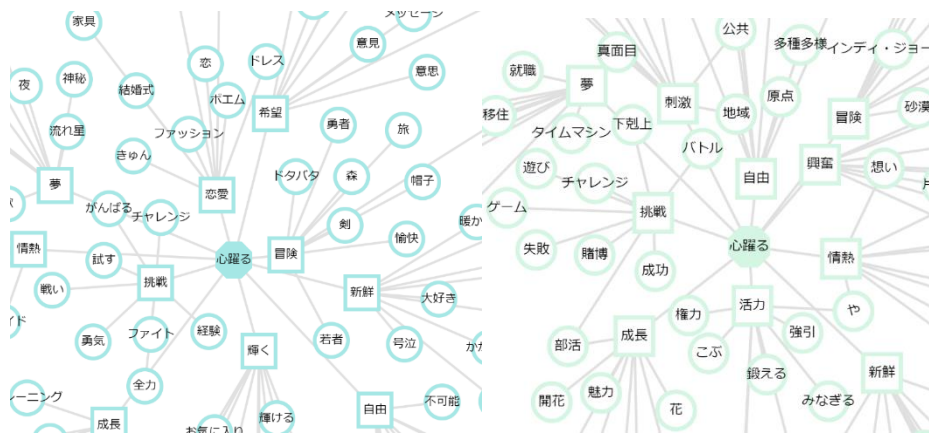 家具
メッセージ
意見
ドレス
恋
意思
夜
神秘
結婚式
ポエム
希望
勇者
旅
流れ星
ファッション
きゅん
ドタバタ
森
帽子
夢
恋愛
がんばる
チャレンジ
剣
暖か
愉快
情熱
試す
心躍る
冒険
挑戦
戦い
新鮮
大好き
イド
勇気
ファイト
経験
若者
号泣
かた
輝く
全力
レーニング
成長
お気に入り
輝ける
自由
不可能
公共
真面目
多種多様
インディ・ジョー
就職
夢
刺激
原点
移住
地域
冒険
砂漠
タイムマシン
下剋上
バトル
遊び
チャレンジ
自由
興奮
想い
ゲーム
挑戦
失敗
賭博
成功
心躍る
情熱
権力
活力
や
部活
成長
こぶ
強引
鍛える
新鮮
開花
魅力
花
みなぎる